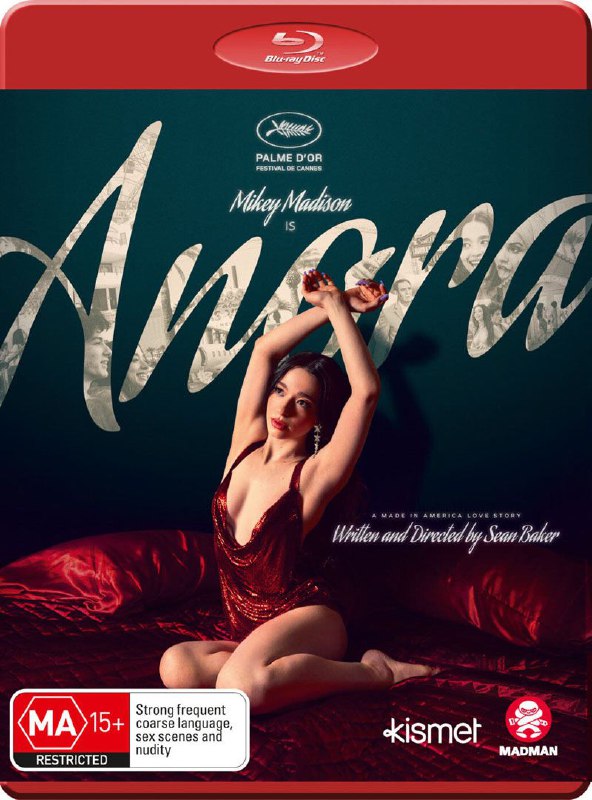 Blu-ray Disc
PALME D'OR
FESTIVAL DE CANNES
Mikey Madison
IS
Anora
A MADE IN AMERICA LOVE STORY
Written and Directed by Sean Baker
MA 15+
RESTRICTED
Strong frequent
coarse language,
sex scenes and
nudity
kismet
MADMAN